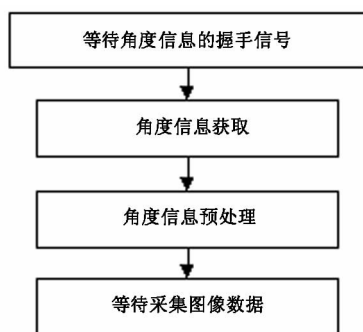 等待角度信息的握手信号
角度信息获取
角度信息预处理
等待采集图像数据